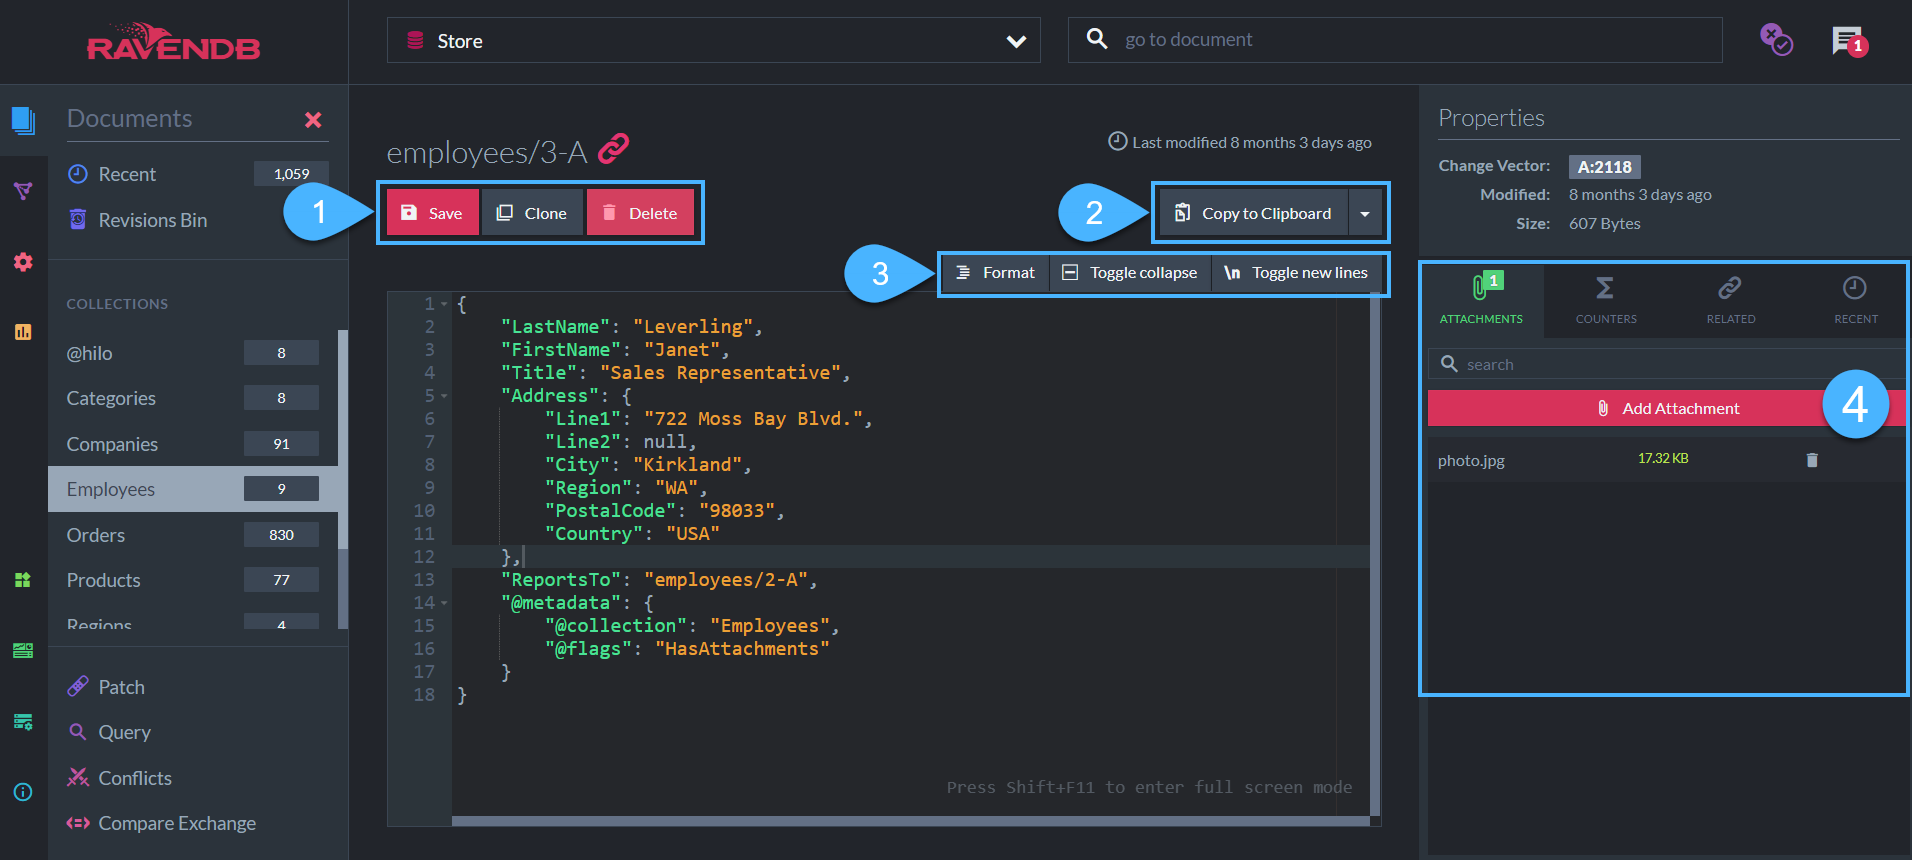 RAVENDB
Store
go to document
1
Documents
Recent 1,059
Revisions Bin
COLLECTIONS
@hilo 8
Categories 8
Companies 91
Employees 9
Orders 830
Products 77
Regions 4
Patch
Query
Conflicts
Compare Exchange
employees/3-A
Last modified 8 months 3 days ago
1
Save Clone Delete
2
Copy to Clipboard
3
Format Toggle collapse \n Toggle new lines
1 {
2 "LastName": "Leverling",
3 "FirstName": "Janet",
4 "Title": "Sales Representative",
5 "Address": {
6 "Line1": "722 Moss Bay Blvd.",
7 "Line2": null,
8 "City": "Kirkland",
9 "Region": "WA",
10 "PostalCode": "98033",
11 "Country": "USA"
12 },
13 "ReportsTo": "employees/2-A",
14 "@metadata": {
15 "@collection": "Employees",
16 "@flags": "HasAttachments"
17 }
18 }
Press Shift+F11 to enter full screen mode
Properties
Change Vector: A:2118
Modified: 8 months 3 days ago
Size: 607 Bytes
1
ATTACHMENTS COUNTERS RELATED RECENT
search
Add Attachment
4
photo.jpg 17.32 KB